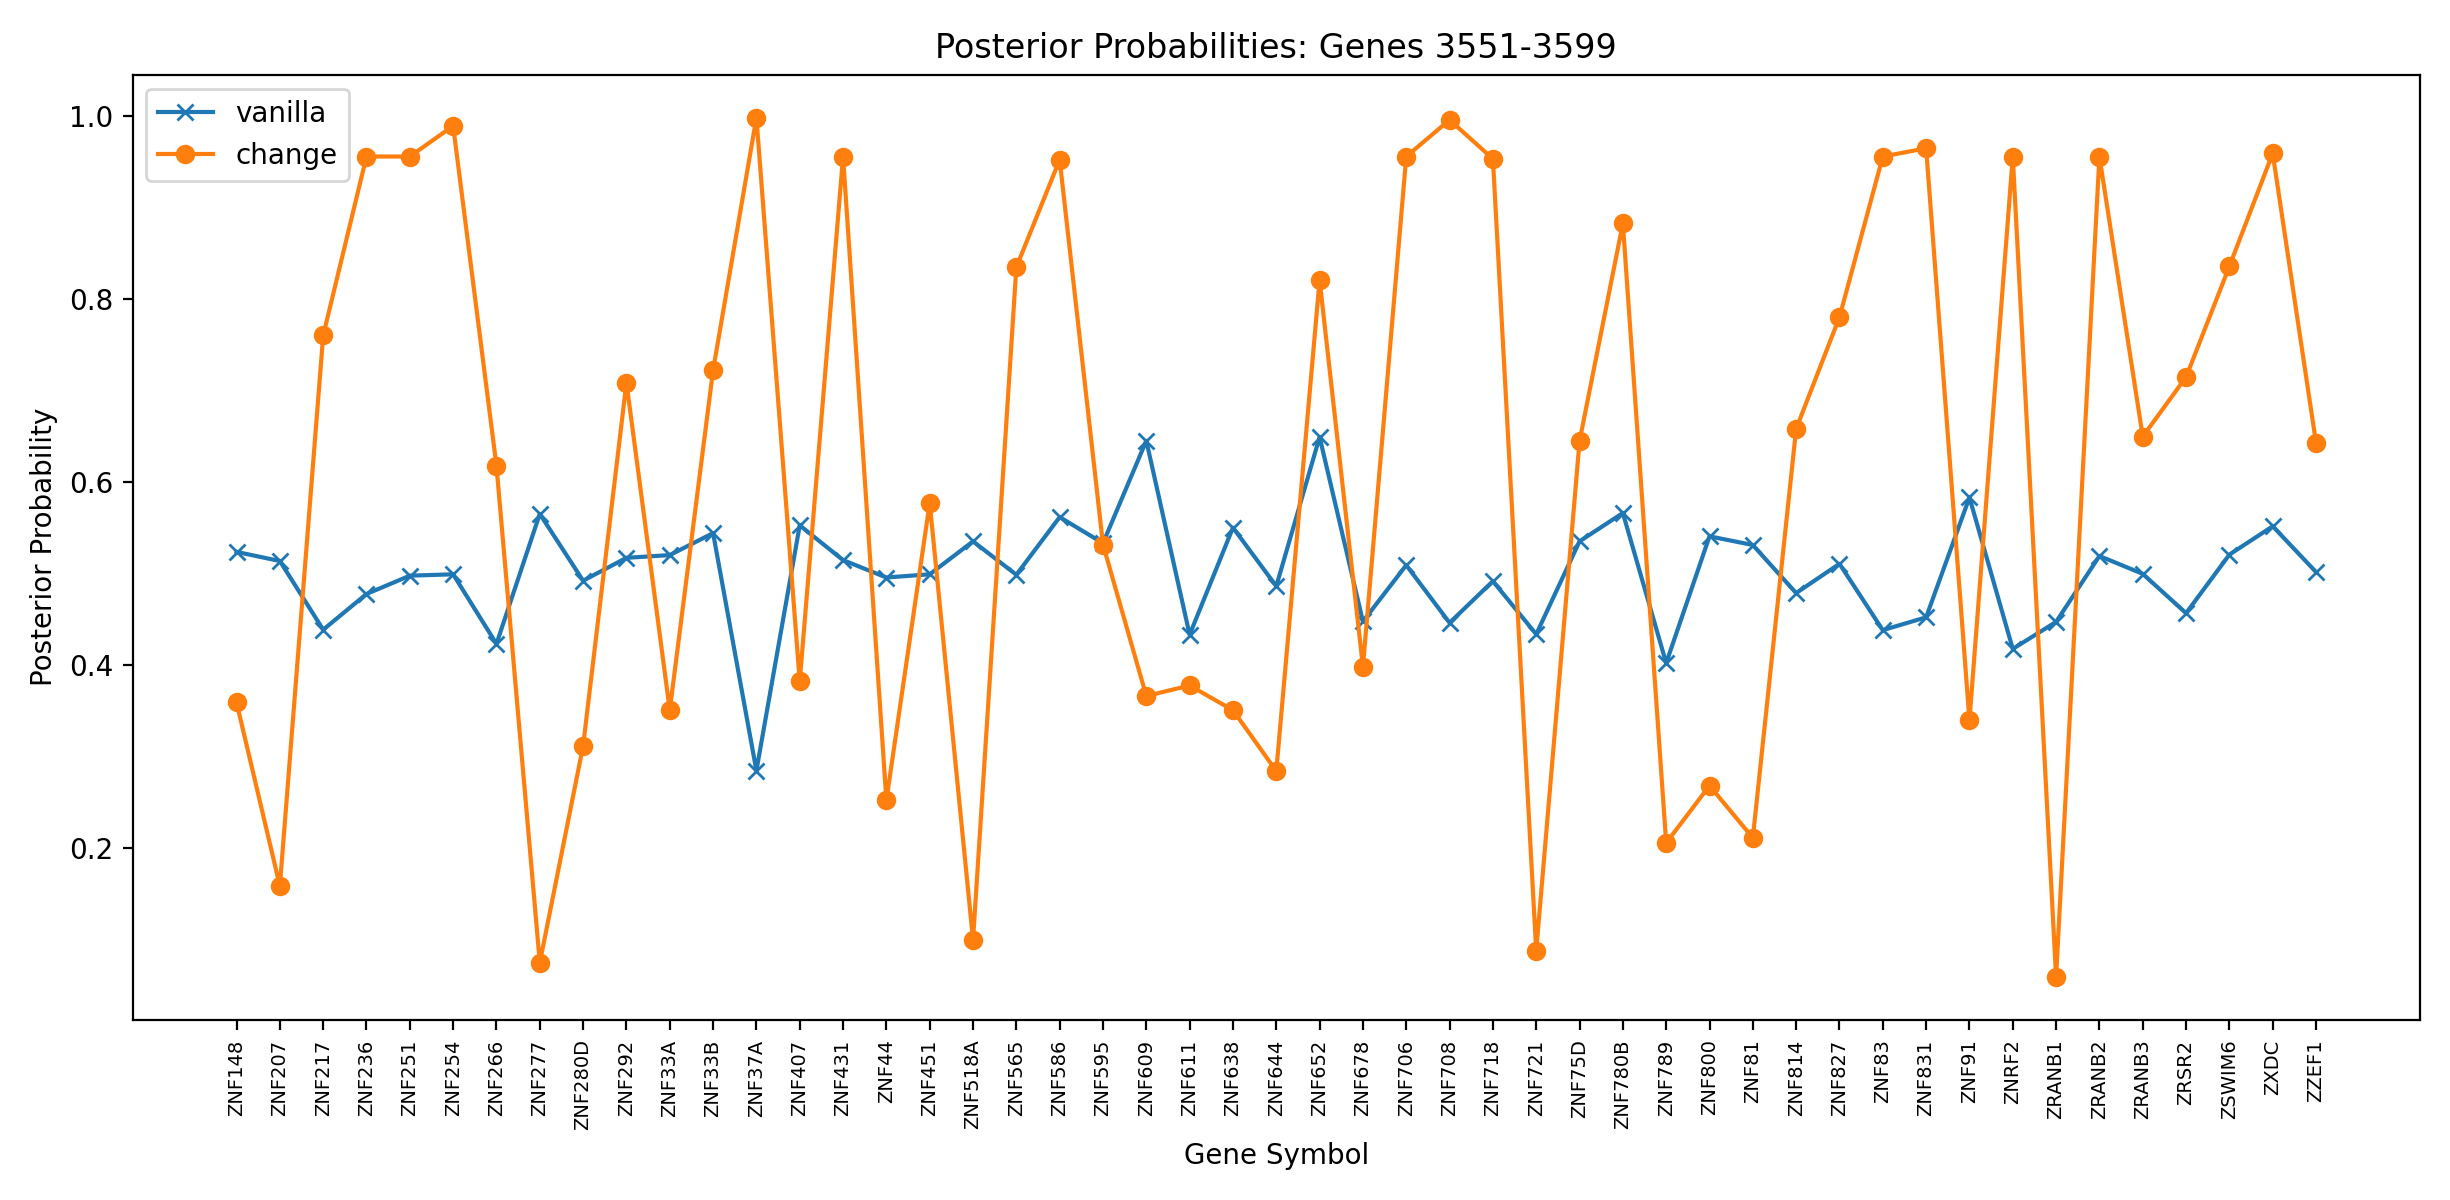 Posterior Probabilities: Genes 3551-3599
vanilla
change
Posterior Probability
1.0
0.8
0.6
0.4
0.2
ZNF148
ZNF207
ZNF217
ZNF236
ZNF251
ZNF254
ZNF266
ZNF277
ZNF280D
ZNF292
ZNF33A
ZNF33B
ZNF37A
ZNF407
ZNF431
ZNF44
ZNF451
ZNF518A
ZNF565
ZNF586
ZNF595
ZNF609
ZNF611
ZNF638
ZNF644
ZNF652
ZNF678
ZNF706
ZNF708
ZNF718
ZNF721
ZNF75D
ZNF780B
ZNF789
ZNF800
ZNF81
ZNF814
ZNF827
ZNF83
ZNF831
ZNF91
ZNRF2
ZRANB1
ZRANB2
ZRANB3
ZRSR2
ZSWIM6
ZXDC
ZZEF1
Gene Symbol